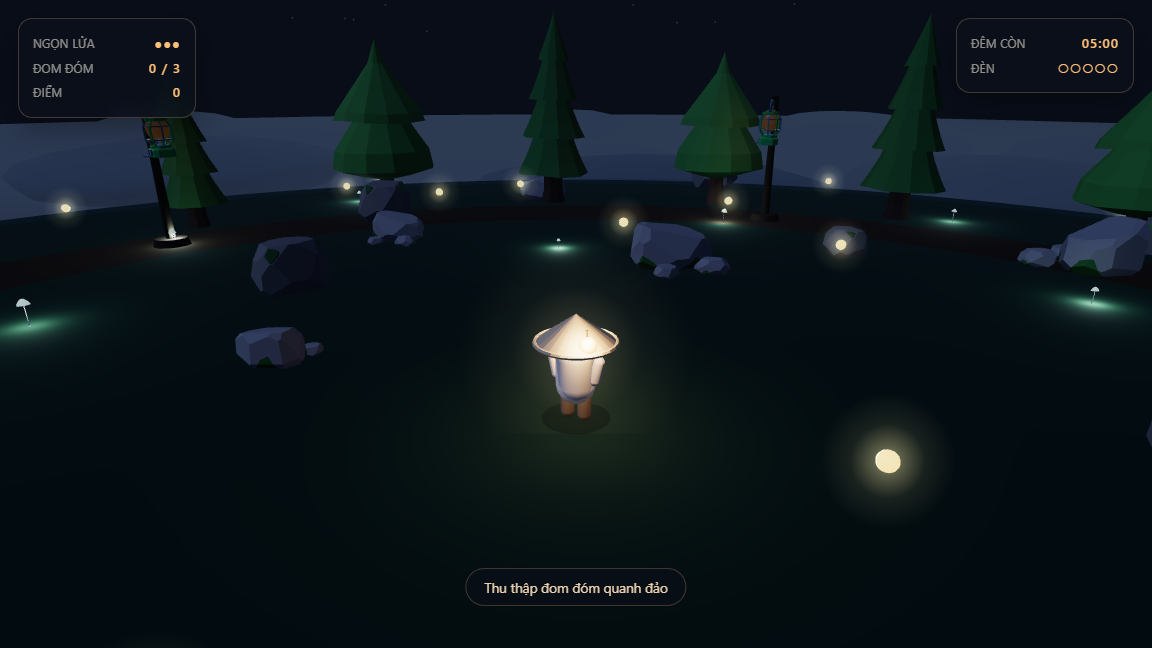 NGỌN LỬA ●●●
ĐOM ĐÓM 0 / 3
ĐIỂM 0
ĐÊM CÒN 05:00
ĐÈN ○○○○○
Thu thập đom đóm quanh đảo